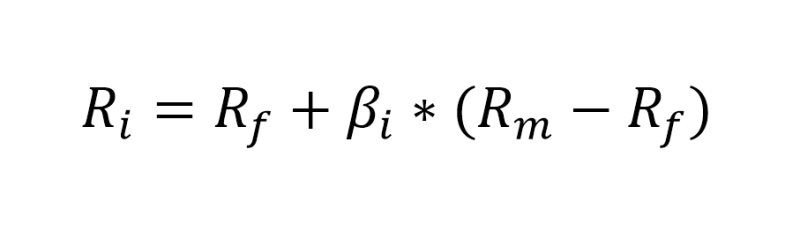 R_i = R_f + β_i * (R_m − R_f)